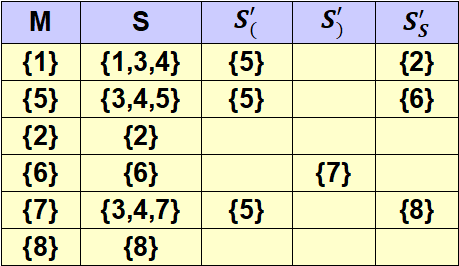 M S S′( S′) S′S
{1} {1,3,4} {5} {2}
{5} {3,4,5} {5} {6}
{2} {2}
{6} {6} {7}
{7} {3,4,7} {5} {8}
{8} {8}